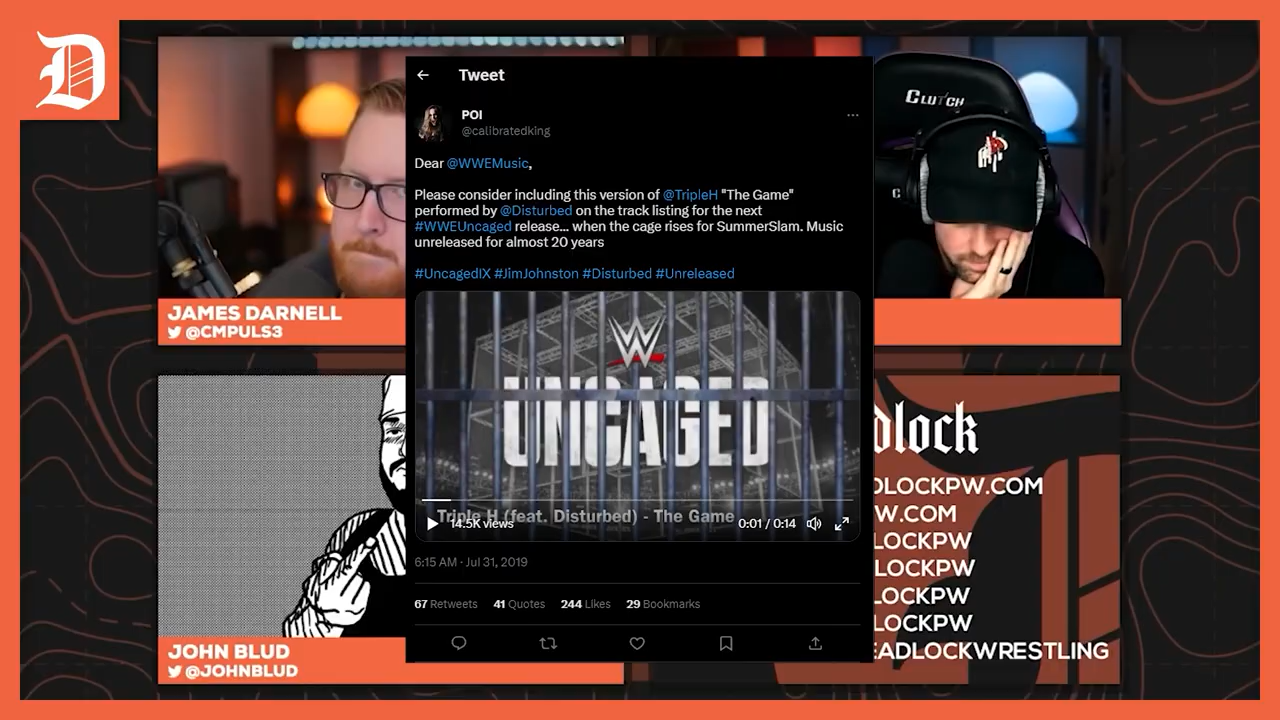 D
Tweet
CLUTCH
POI
@calibratedking
Dear @WWEMusic,
Please consider including this version of @TripleH "The Game"
performed by @Disturbed on the track listing for the next
#WWEUncaged release... when the cage rises for SummerSlam. Music
unreleased for almost 20 years
#UncagedIX #JimJohnston #Disturbed #Unreleased
W
UNCAGED
Triple H (feat. Disturbed) - The Game
14.5K views
0:01 / 0:14
6:15 AM · Jul 31, 2019
67 Retweets 41 Quotes 244 Likes 29 Bookmarks
JAMES DARNELL
@CMPULS3
JOHN BLUD
@JOHNBLUD
dlock
DLOCKPW.COM
W.COM
LOCKPW
LOCKPW
LOCKPW
LOCKPW
EADLOCKWRESTLING